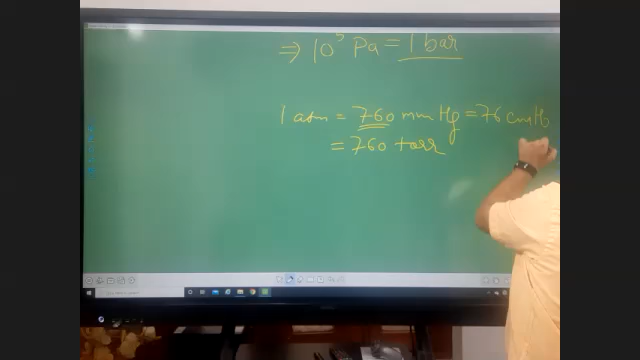 ⇒ 10⁵ Pa = 1 bar
1 atm = 760 mm Hg = 76 cm Hg
= 760 torr